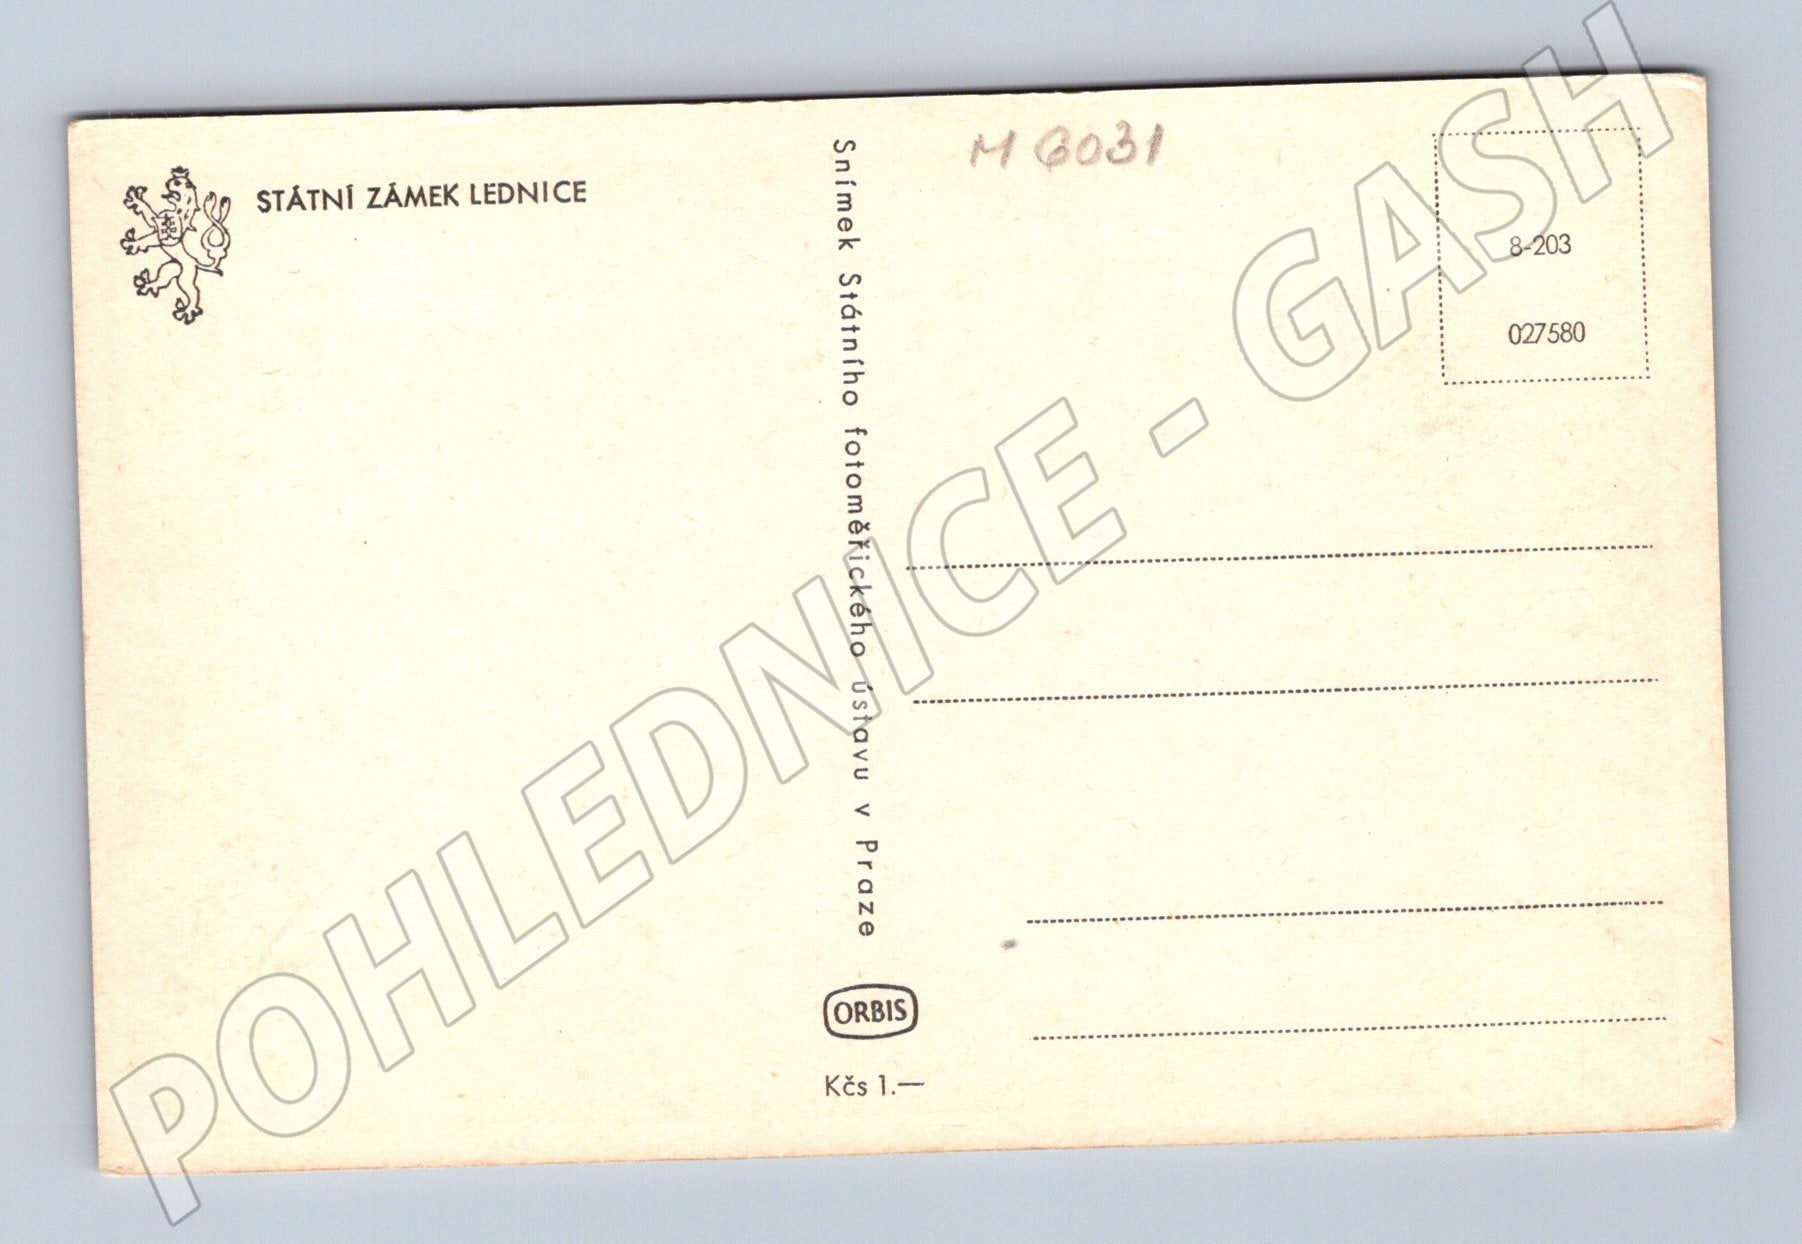 STÁTNÍ ZÁMEK LEDNICE
Snímek Státního fotoměřického ústavu v Praze
ORBIS
Kčs 1.—
M 6031
8-203
027580
POHLEDNICE - GASH